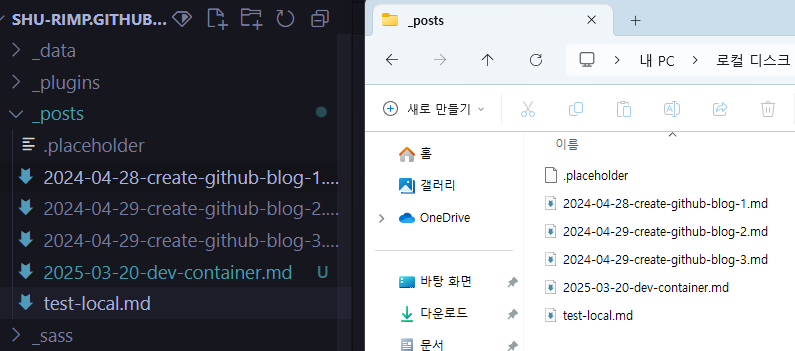 SHU-RIMP.GITHUB...
_data
_plugins
_posts
.placeholder
2024-04-28-create-github-blog-1....
2024-04-29-create-github-blog-2....
2024-04-29-create-github-blog-3....
2025-03-20-dev-container.md U
test-local.md
_sass
_posts
내 PC > 로컬 디스크
새로 만들기
홈
갤러리
OneDrive
바탕 화면
다운로드
문서
이름
.placeholder
2024-04-28-create-github-blog-1.md
2024-04-29-create-github-blog-2.md
2024-04-29-create-github-blog-3.md
2025-03-20-dev-container.md
test-local.md